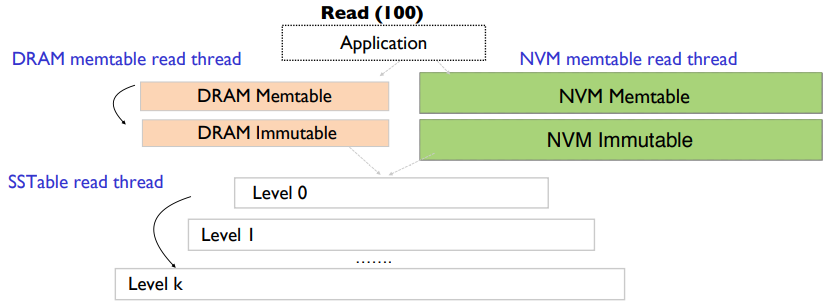 Read (100)
Application
DRAM memtable read thread
NVM memtable read thread
DRAM Memtable
NVM Memtable
DRAM Immutable
NVM Immutable
SSTable read thread
Level 0
Level 1
.......
Level k